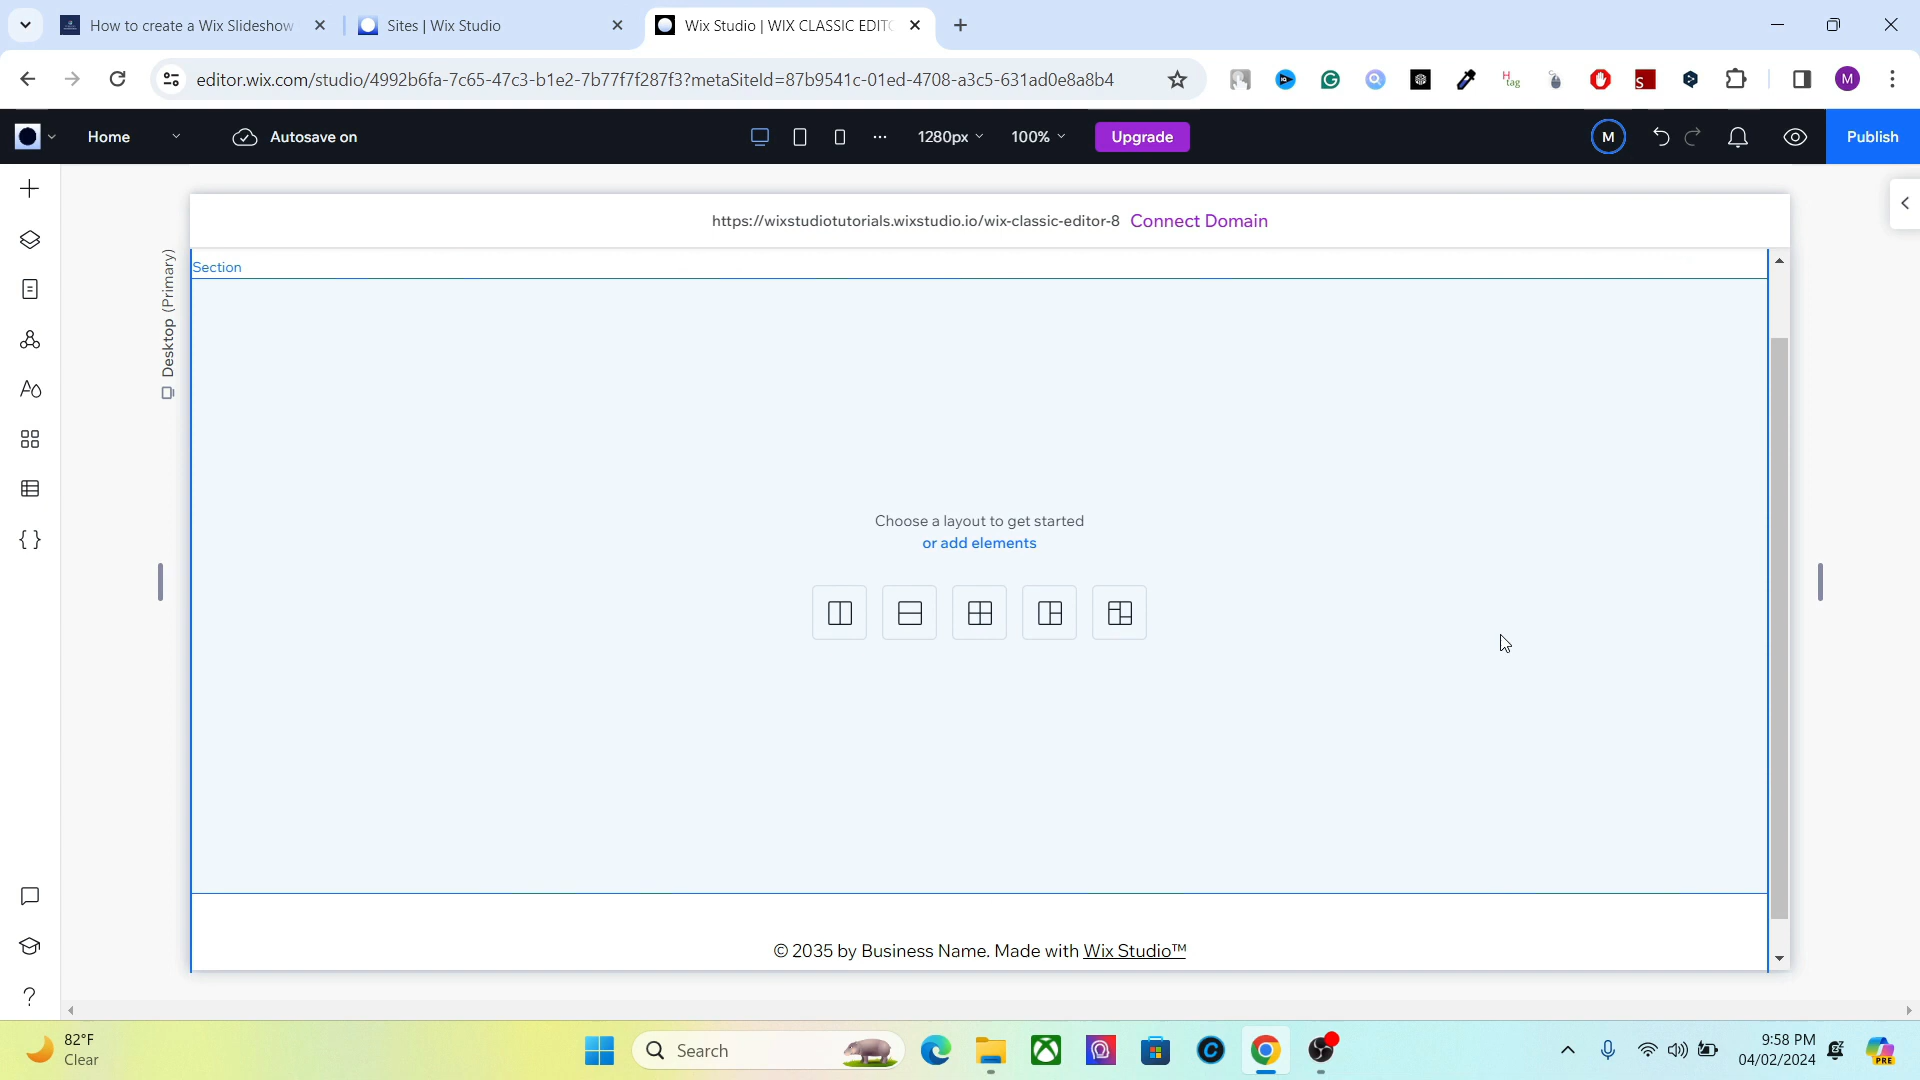 How to create a Wix Slideshow
Sites | Wix Studio
Wix Studio | WIX CLASSIC EDITO
editor.wix.com/studio/4992b6fa-7c65-47c3-b1e2-7b77f7f287f3?metaSiteId=87b9541c-01ed-4708-a3c5-631ad0e8a8b4
H
tag
S
M
Home
Autosave on
1280px
100%
Upgrade
M
Publish
https://wixstudiotutorials.wixstudio.io/wix-classic-editor-8 Connect Domain
Desktop (Primary)
Section
Choose a layout to get started
or add elements
© 2035 by Business Name. Made with Wix Studio™
82°F
Clear
Search
9:58 PM
04/02/2024
PRE